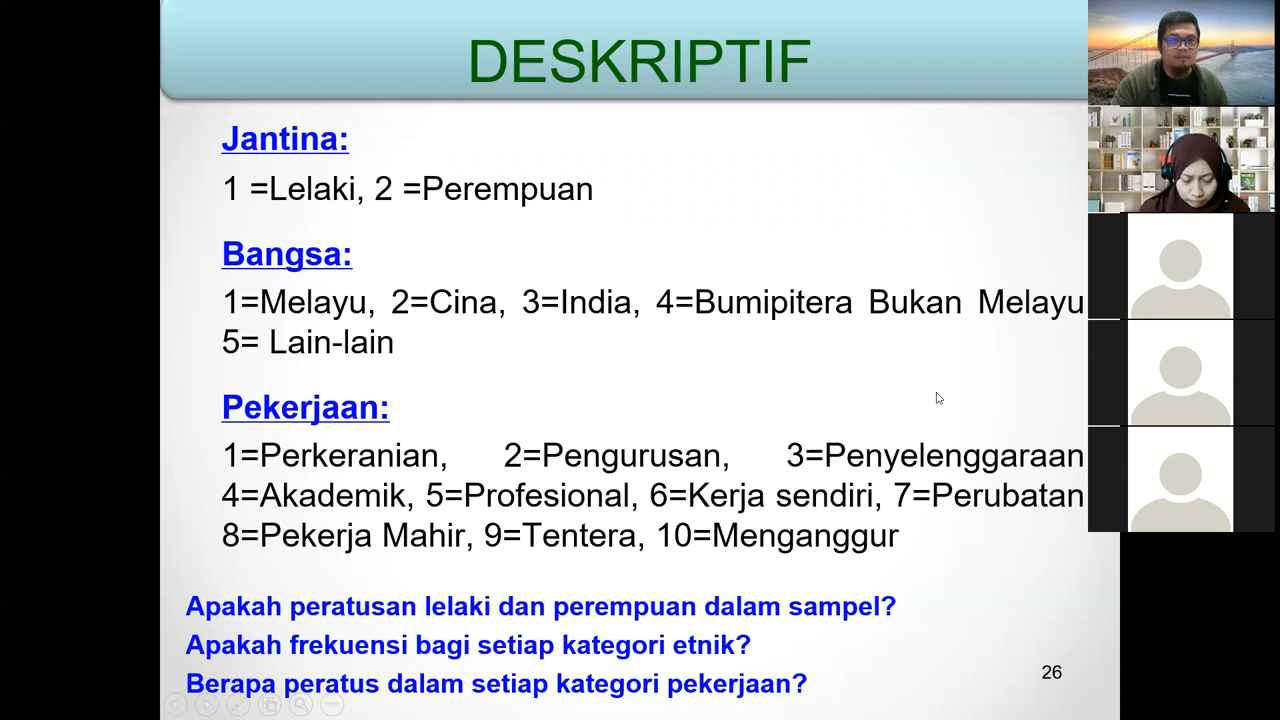 DESKRIPTIF
Jantina:
1 =Lelaki, 2 =Perempuan
Bangsa:
1=Melayu, 2=Cina, 3=India, 4=Bumipitera Bukan Melayu
5= Lain-lain
Pekerjaan:
1=Perkeranian, 2=Pengurusan, 3=Penyelenggaraan
4=Akademik, 5=Profesional, 6=Kerja sendiri, 7=Perubatan
8=Pekerja Mahir, 9=Tentera, 10=Menganggur
Apakah peratusan lelaki dan perempuan dalam sampel?
Apakah frekuensi bagi setiap kategori etnik?
Berapa peratus dalam setiap kategori pekerjaan?
26